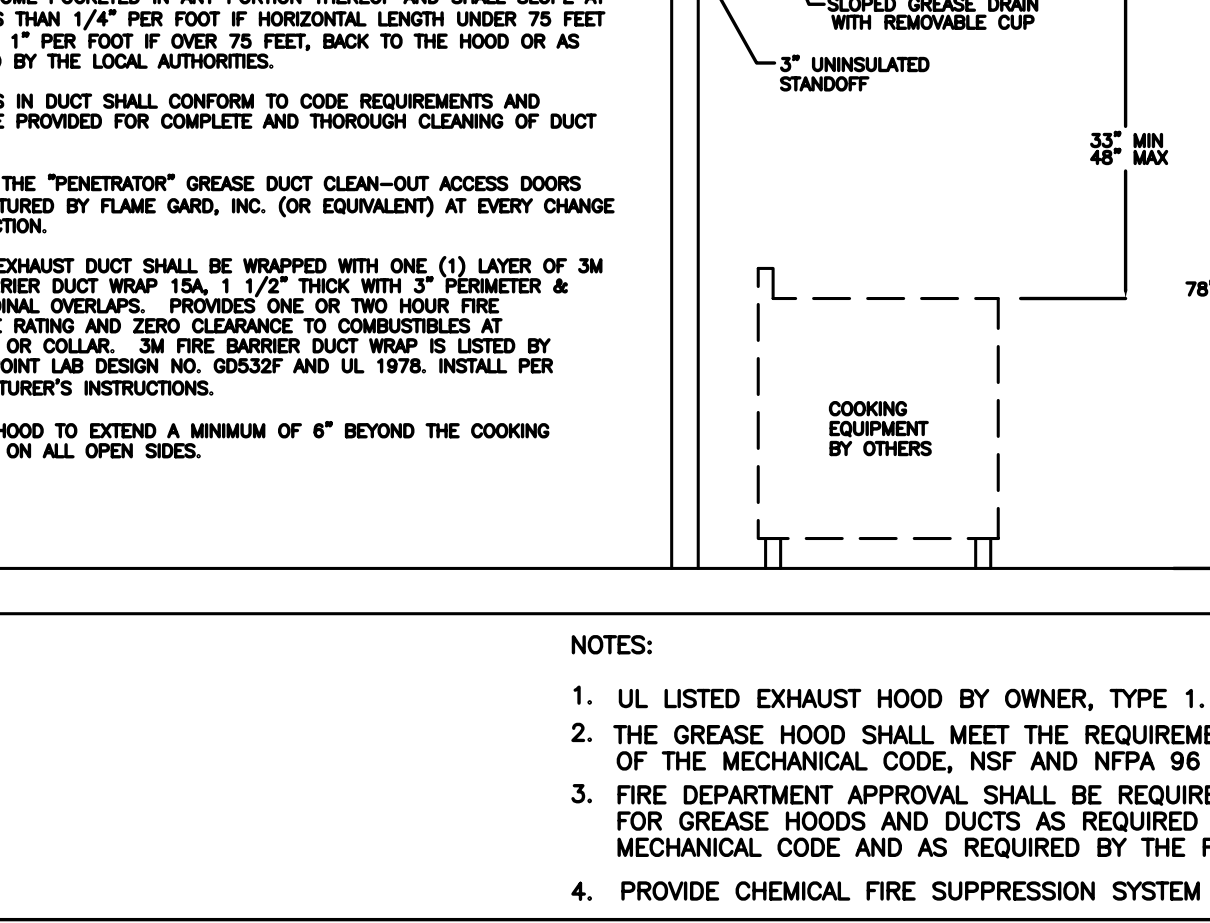 S THAN 1/4" PER FOOT IF HORIZONTAL LENGTH UNDER 75 FEET
1" PER FOOT IF OVER 75 FEET, BACK TO THE HOOD OR AS
BY THE LOCAL AUTHORITIES.
S IN DUCT SHALL CONFORM TO CODE REQUIREMENTS AND
E PROVIDED FOR COMPLETE AND THOROUGH CLEANING OF DUCT
THE "PENETRATOR" GREASE DUCT CLEAN-OUT ACCESS DOORS
TURED BY FLAME GARD, INC. (OR EQUIVALENT) AT EVERY CHANGE
CTION.
EXHAUST DUCT SHALL BE WRAPPED WITH ONE (1) LAYER OF 3M
RIER DUCT WRAP 15A, 1 1/2" THICK WITH 3" PERIMETER &
DINAL OVERLAPS. PROVIDES ONE OR TWO HOUR FIRE
E RATING AND ZERO CLEARANCE TO COMBUSTIBLES AT
OR COLLAR. 3M FIRE BARRIER DUCT WRAP IS LISTED BY
POINT LAB DESIGN NO. GD532F AND UL 1978. INSTALL PER
TURER'S INSTRUCTIONS.
HOOD TO EXTEND A MINIMUM OF 6" BEYOND THE COOKING
ON ALL OPEN SIDES.
SLOPED GREASE DRAIN
WITH REMOVABLE CUP
3" UNINSULATED
STANDOFF
33" MIN
48" MAX
78"
COOKING
EQUIPMENT
BY OTHERS
NOTES:
1. UL LISTED EXHAUST HOOD BY OWNER, TYPE 1.
2. THE GREASE HOOD SHALL MEET THE REQUIREME
OF THE MECHANICAL CODE, NSF AND NFPA 96
3. FIRE DEPARTMENT APPROVAL SHALL BE REQUIRE
FOR GREASE HOODS AND DUCTS AS REQUIRED
MECHANICAL CODE AND AS REQUIRED BY THE F
4. PROVIDE CHEMICAL FIRE SUPPRESSION SYSTEM